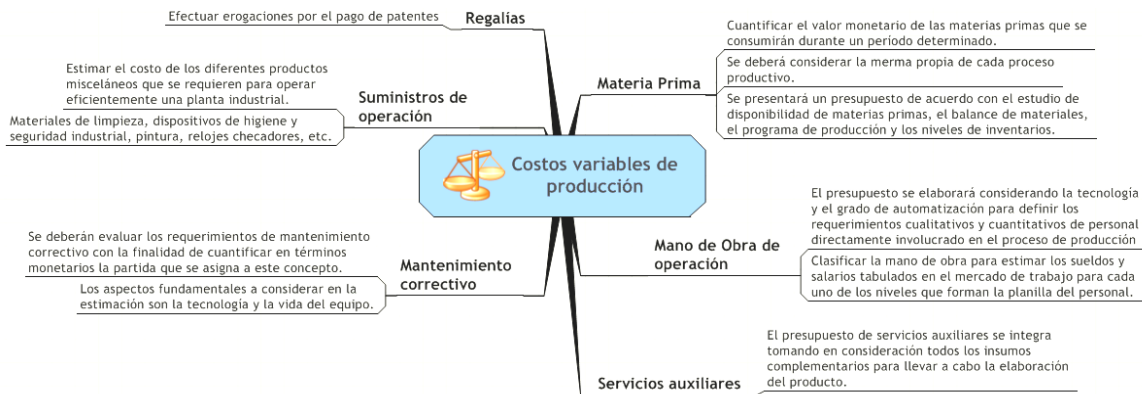 Costos variables de
producción
Regalías
Efectuar erogaciones por el pago de patentes
Suministros de
operación
Estimar el costo de los diferentes productos
misceláneos que se requieren para operar
eficientemente una planta industrial.
Materiales de limpieza, dispositivos de higiene y
seguridad industrial, pintura, relojes checadores, etc.
Mantenimiento
correctivo
Se deberán evaluar los requerimientos de mantenimiento
correctivo con la finalidad de cuantificar en términos
monetarios la partida que se asigna a este concepto.
Los aspectos fundamentales a considerar en la
estimación son la tecnología y la vida del equipo.
Materia Prima
Cuantificar el valor monetario de las materias primas que se
consumirán durante un período determinado.
Se deberá considerar la merma propia de cada proceso
productivo.
Se presentará un presupuesto de acuerdo con el estudio de
disponibilidad de materias primas, el balance de materiales,
el programa de producción y los niveles de inventarios.
Mano de Obra de
operación
El presupuesto se elaborará considerando la tecnología
y el grado de automatización para definir los
requerimientos cualitativos y cuantitativos de personal
directamente involucrado en el proceso de producción
Clasificar la mano de obra para estimar los sueldos y
salarios tabulados en el mercado de trabajo para cada
uno de los niveles que forman la planilla del personal.
Servicios auxiliares
El presupuesto de servicios auxiliares se integra
tomando en consideración todos los insumos
complementarios para llevar a cabo la elaboración
del producto.